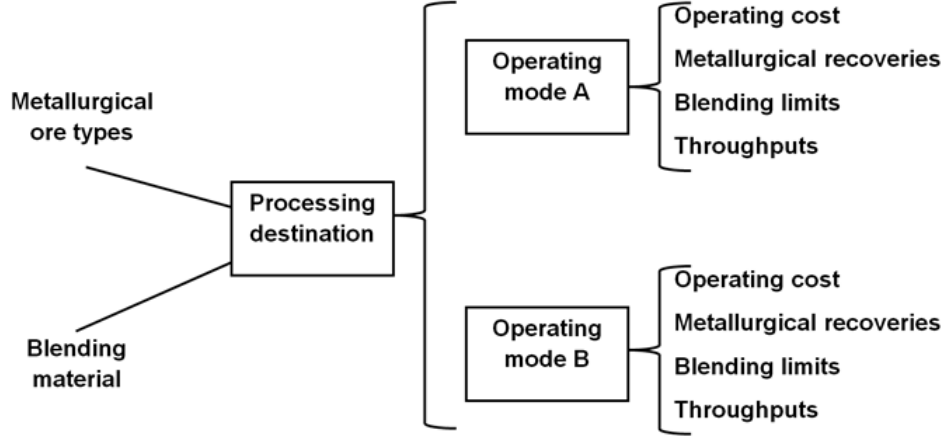 Metallurgical
ore types
Blending
material
Processing
destination
Operating
mode A
Operating cost
Metallurgical recoveries
Blending limits
Throughputs
Operating
mode B
Operating cost
Metallurgical recoveries
Blending limits
Throughputs